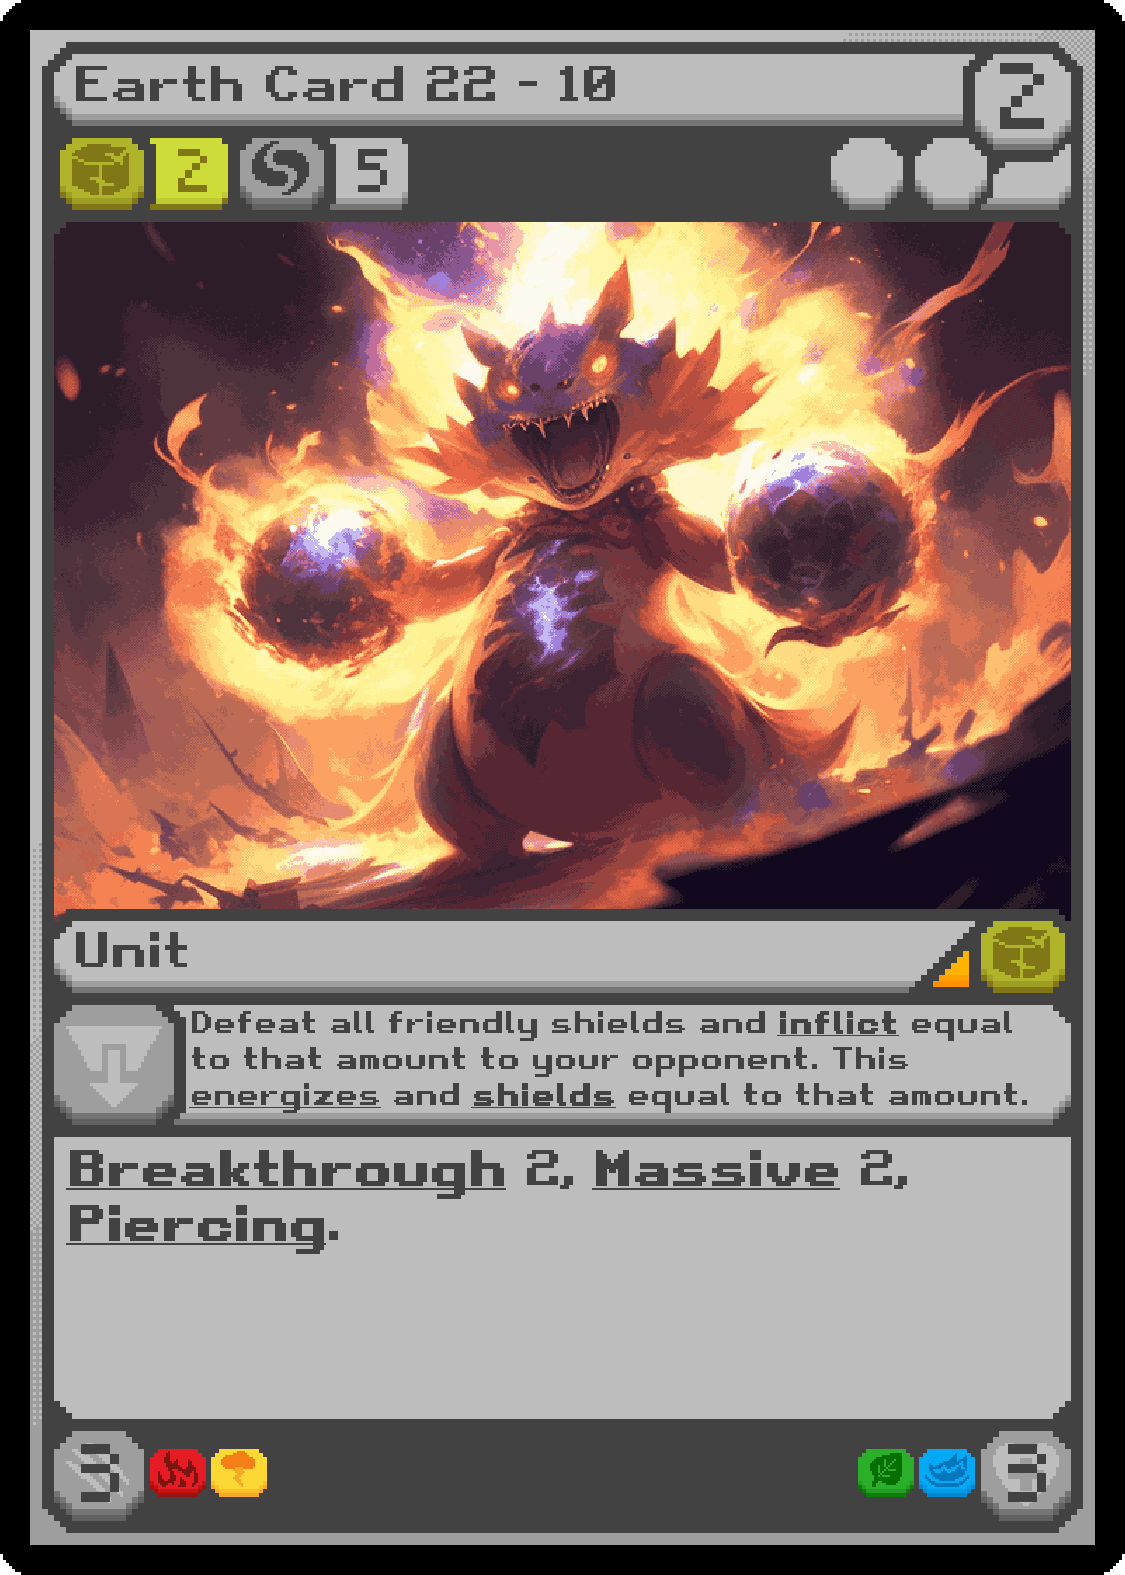 Earth Card 22 - 10
2
2 5
Unit
Defeat all friendly shields and inflict equal
to that amount to your opponent. This
energizes and shields equal to that amount.
Breakthrough 2, Massive 2,
Piercing.
3 3